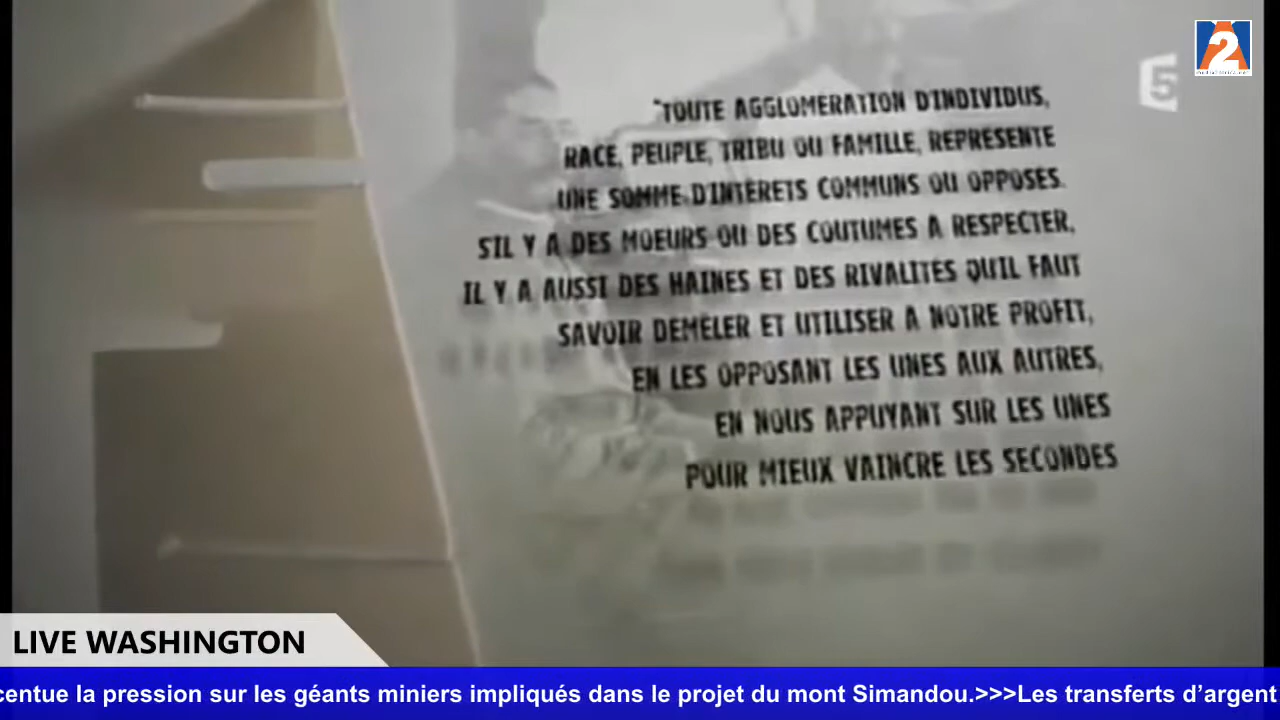 2
5
"TOUTE AGGLOMERATION D'INDIVIDUS,
RACE, PEUPLE, TRIBU OU FAMILLE, REPRESENTE
UNE SOMME D'INTERETS COMMUNS OU OPPOSES.
S'IL Y A DES MOEURS OU DES COUTUMES A RESPECTER,
IL Y A AUSSI DES HAINES ET DES RIVALITES QU'IL FAUT
SAVOIR DEMELER ET UTILISER A NOTRE PROFIT,
EN LES OPPOSANT LES UNES AUX AUTRES,
EN NOUS APPUYANT SUR LES UNES
POUR MIEUX VAINCRE LES SECONDES
LIVE WASHINGTON
centue la pression sur les géants miniers impliqués dans le projet du mont Simandou.>>>Les transferts d'argent